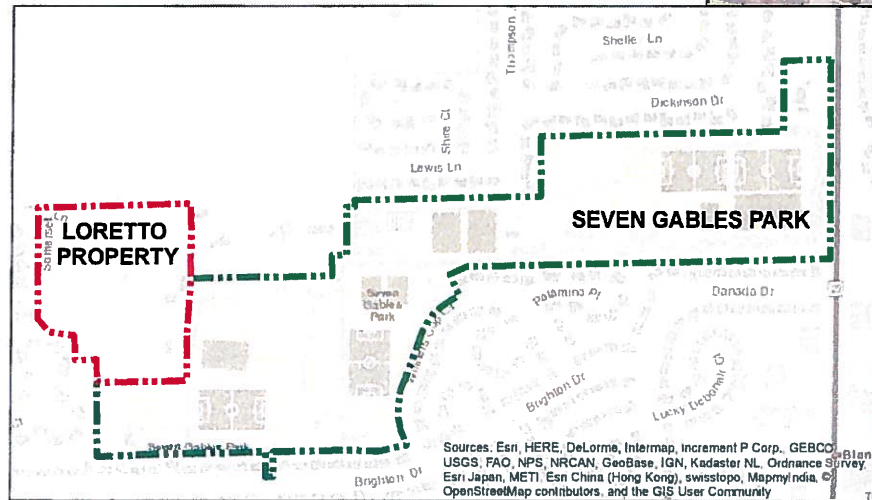 Shelle Ln
Thompson
Dickinson Dr
Shire Ct
Lewis Ln
Somerset Ln
LORETTO
PROPERTY
SEVEN GABLES PARK
Seven
Gables
Park
Palamino Pl
Danada Dr
Brighton Dr
Lucky Debonair Ct
Seven Gables Park
Brighton Dr
Sources: Esri, HERE, DeLorme, Intermap, increment P Corp., GEBCO,
USGS, FAO, NPS, NRCAN, GeoBase, IGN, Kadaster NL, Ordnance Survey,
Esri Japan, METI, Esri China (Hong Kong), swisstopo, MapmyIndia, ©
OpenStreetMap contributors, and the GIS User Community
Blan